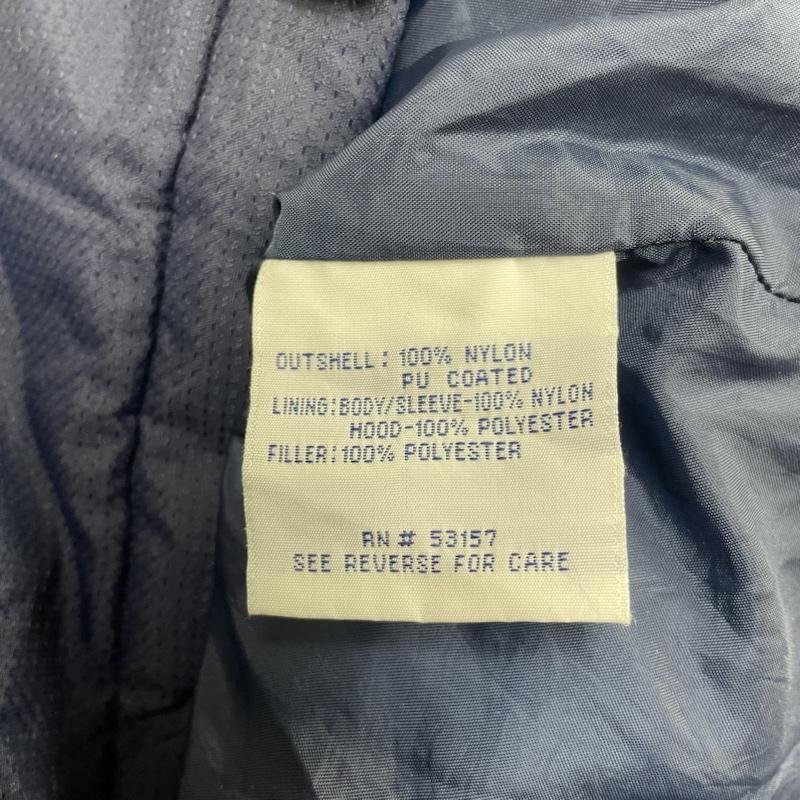 OUTSHELL: 100% NYLON
PU COATED
LINING:BODY/SLEEVE-100% NYLON
HOOD-100% POLYESTER
FILLER:100% POLYESTER
RN # 53157
SEE REVERSE FOR CARE